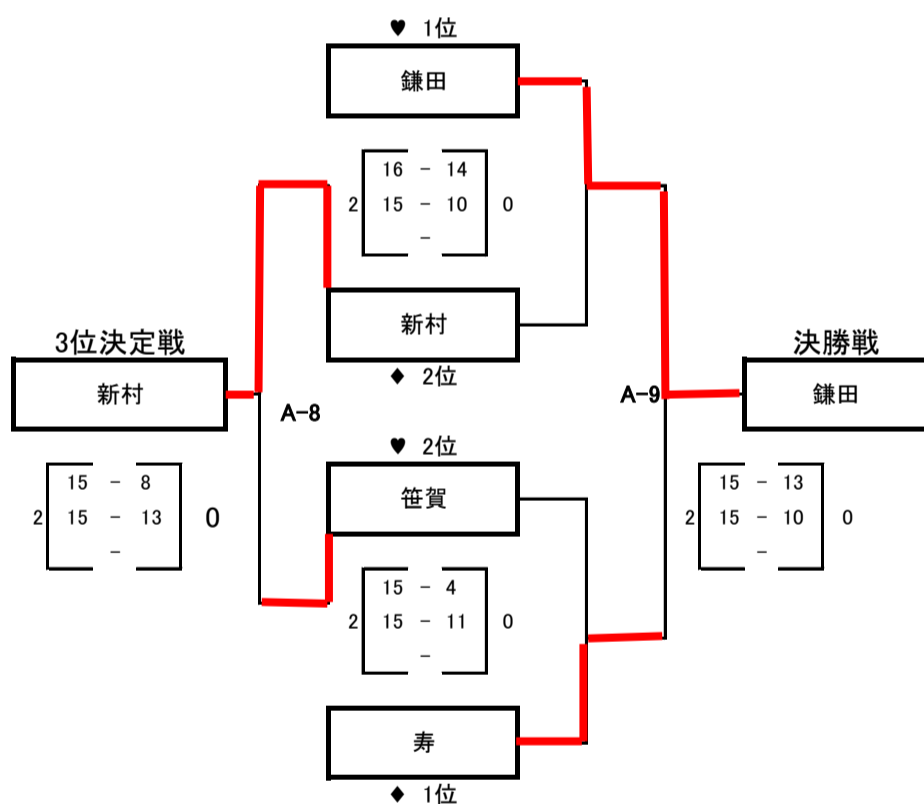 ♥ 1位
鎌田
16 - 14
2 15 - 10 0
-
新村
♦ 2位
3位決定戦
新村
A-8
15 - 8
2 15 - 13 0
-
決勝戦
鎌田
A-9
15 - 13
2 15 - 10 0
-
♥ 2位
笹賀
15 - 4
2 15 - 11 0
-
寿
♦ 1位